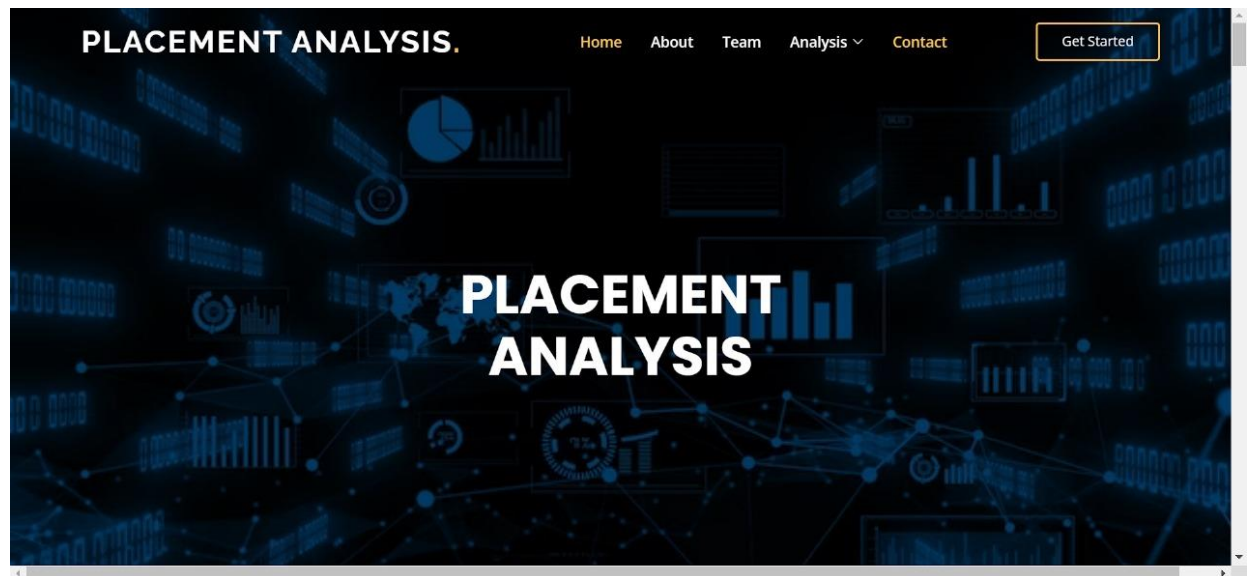 PLACEMENT ANALYSIS.
Home About Team Analysis Contact
Get Started
PLACEMENT
ANALYSIS